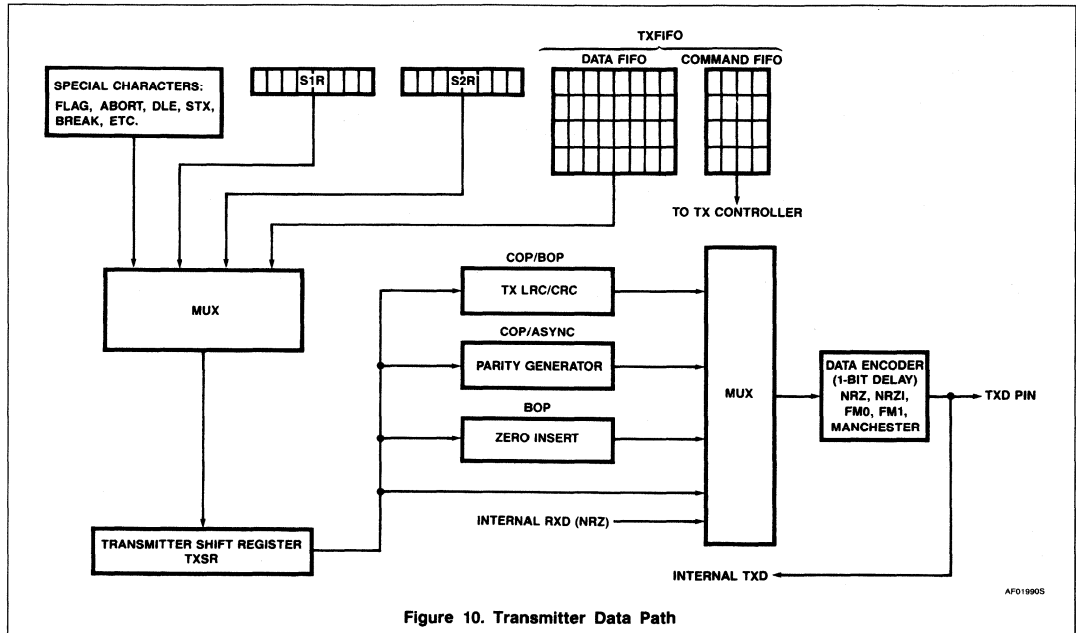 TXFIFO
DATA FIFO
COMMAND FIFO
SPECIAL CHARACTERS:
FLAG, ABORT, DLE, STX,
BREAK, ETC.
S1R
S2R
TO TX CONTROLLER
MUX
COP/BOP
TX LRC/CRC
COP/ASYNC
PARITY GENERATOR
BOP
ZERO INSERT
INTERNAL RXD (NRZ)
MUX
DATA ENCODER
(1-BIT DELAY)
NRZ, NRZI,
FM0, FM1,
MANCHESTER
TXD PIN
TRANSMITTER SHIFT REGISTER
TXSR
INTERNAL TXD
AF01990S
Figure 10. Transmitter Data Path